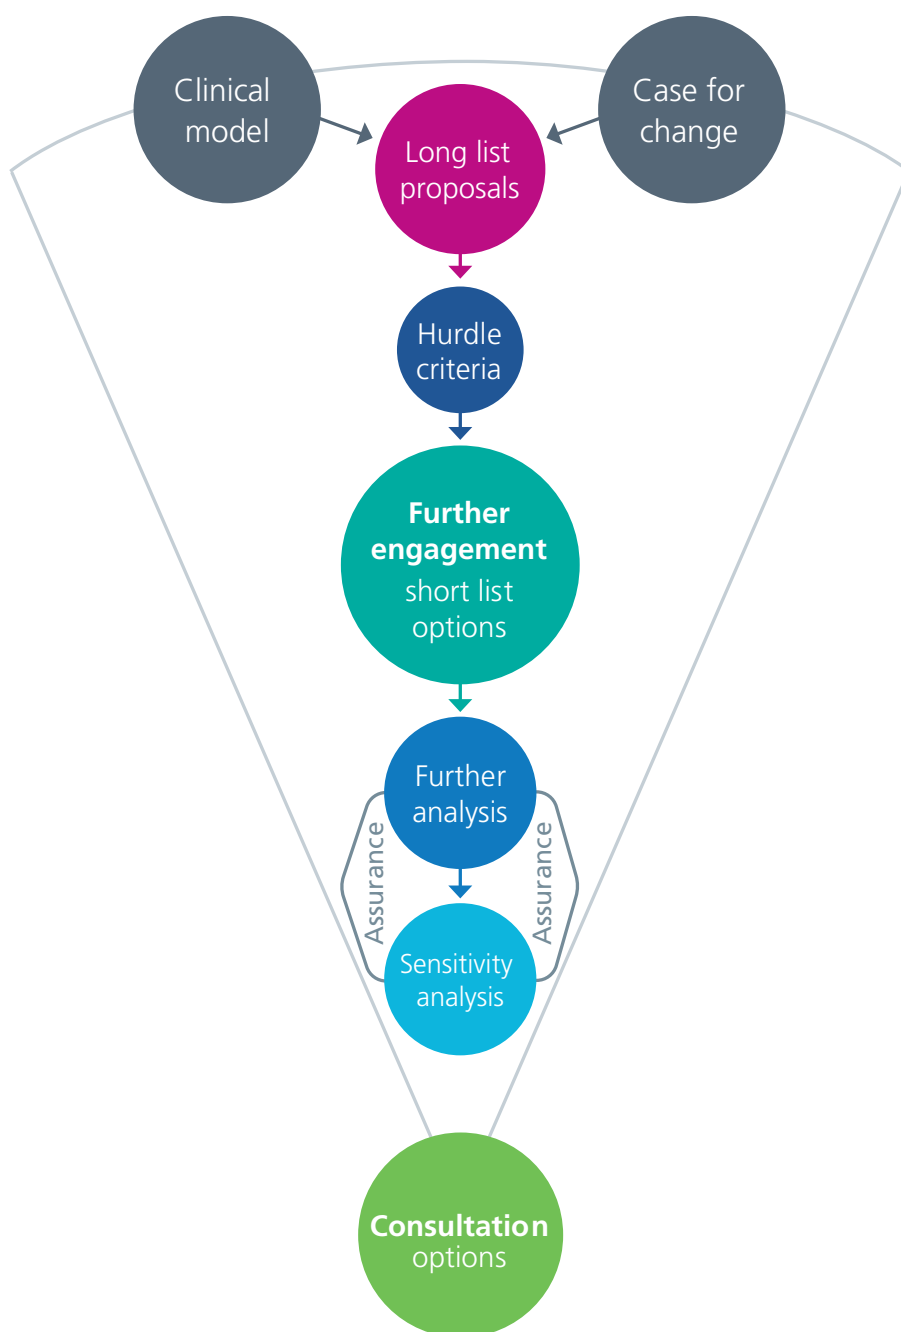 Clinical
model
Case for
change
Long list
proposals
Hurdle
criteria
Further
engagement
short list
options
Further
analysis
Assurance
Assurance
Sensitivity
analysis
Consultation
options